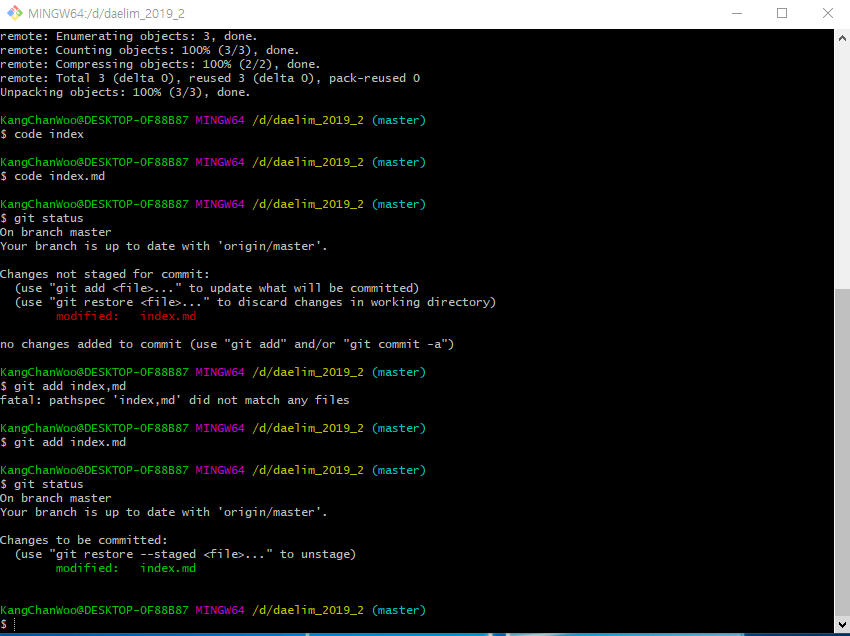 MINGW64:/d/daelim_2019_2
remote: Enumerating objects: 3, done.
remote: Counting objects: 100% (3/3), done.
remote: Compressing objects: 100% (2/2), done.
remote: Total 3 (delta 0), reused 3 (delta 0), pack-reused 0
Unpacking objects: 100% (3/3), done.

KangChanWoo@DESKTOP-OF88B87 MINGW64 /d/daelim_2019_2 (master)
$ code index

KangChanWoo@DESKTOP-OF88B87 MINGW64 /d/daelim_2019_2 (master)
$ code index.md

KangChanWoo@DESKTOP-OF88B87 MINGW64 /d/daelim_2019_2 (master)
$ git status
On branch master
Your branch is up to date with 'origin/master'.

Changes not staged for commit:
  (use "git add <file>..." to update what will be committed)
  (use "git restore <file>..." to discard changes in working directory)
        modified:   index.md

no changes added to commit (use "git add" and/or "git commit -a")

KangChanWoo@DESKTOP-OF88B87 MINGW64 /d/daelim_2019_2 (master)
$ git add index,md
fatal: pathspec 'index,md' did not match any files

KangChanWoo@DESKTOP-OF88B87 MINGW64 /d/daelim_2019_2 (master)
$ git add index.md

KangChanWoo@DESKTOP-OF88B87 MINGW64 /d/daelim_2019_2 (master)
$ git status
On branch master
Your branch is up to date with 'origin/master'.

Changes to be committed:
  (use "git restore --staged <file>..." to unstage)
        modified:   index.md


KangChanWoo@DESKTOP-OF88B87 MINGW64 /d/daelim_2019_2 (master)
$